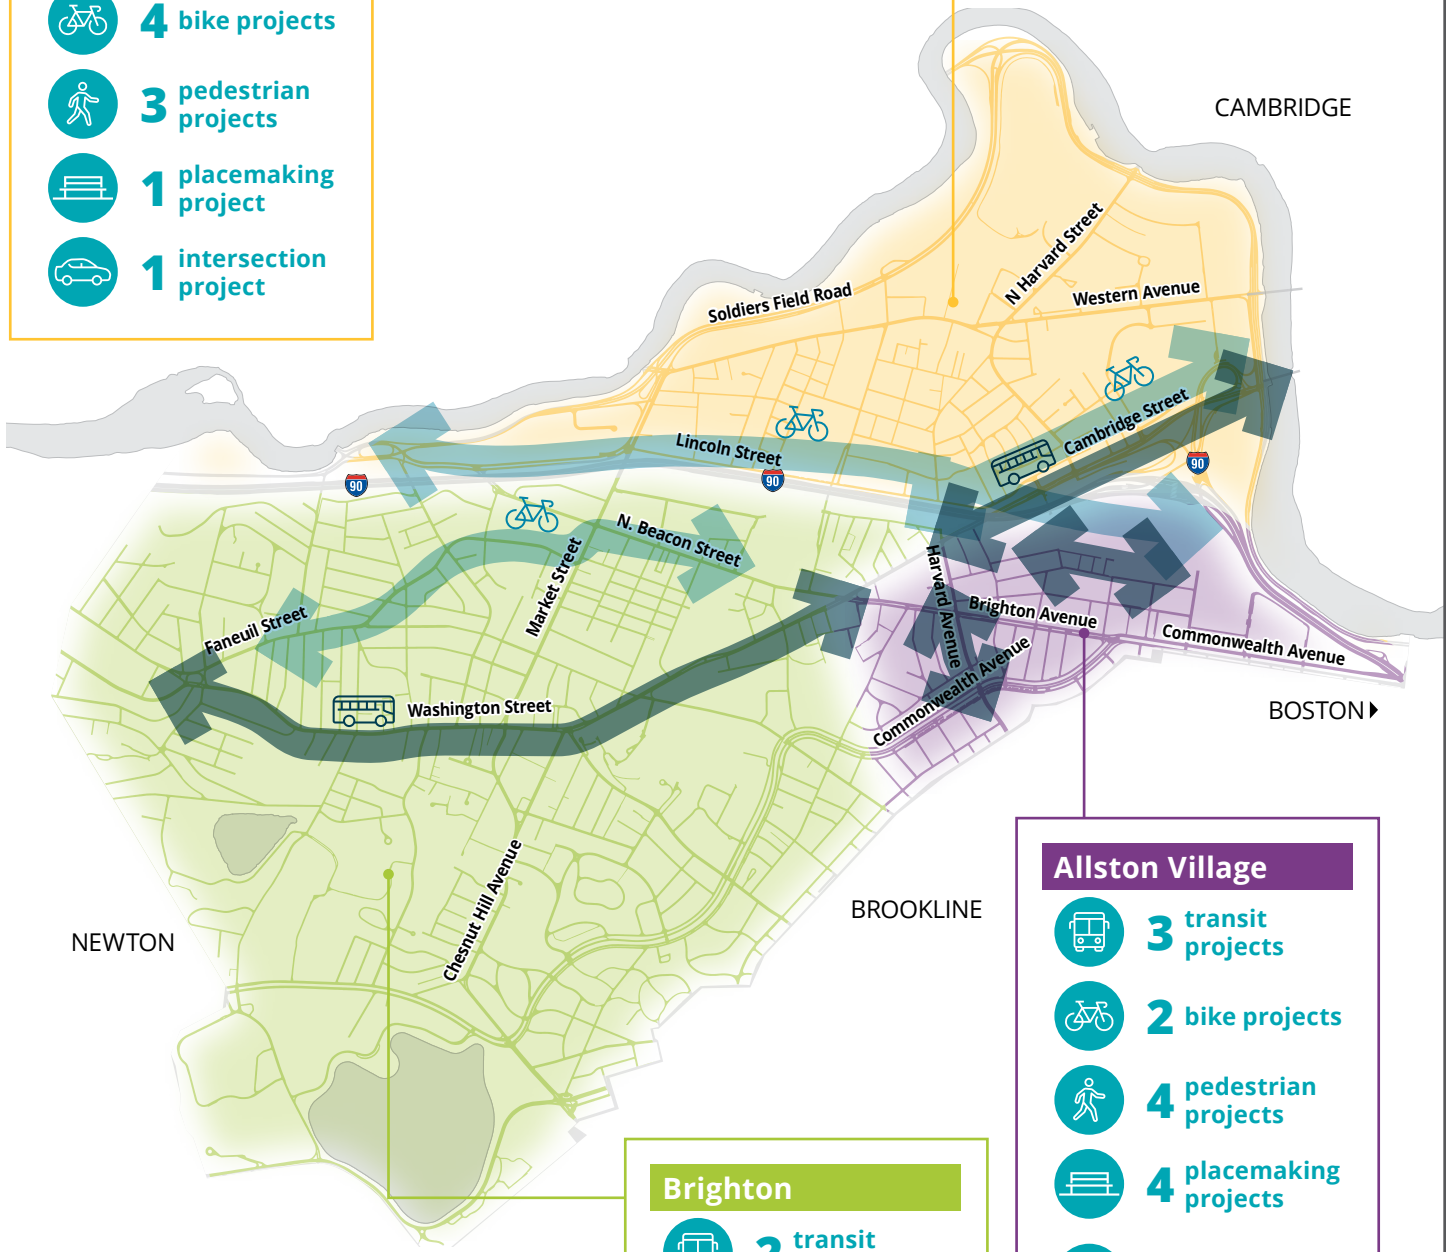 4 bike projects
3 pedestrian
projects
1 placemaking
project
1 intersection
project
CAMBRIDGE
N Harvard Street
Western Avenue
Soldiers Field Road
Cambridge Street
Lincoln Street
90
90
90
N. Beacon Street
Market Street
Faneuil Street
Harvard Avenue
Brighton Avenue
Commonwealth Avenue
Commonwealth Avenue
Washington Street
BOSTON
Chesnut Hill Avenue
NEWTON
BROOKLINE
Allston Village
3 transit
projects
2 bike projects
4 pedestrian
projects
4 placemaking
projects
Brighton
transit